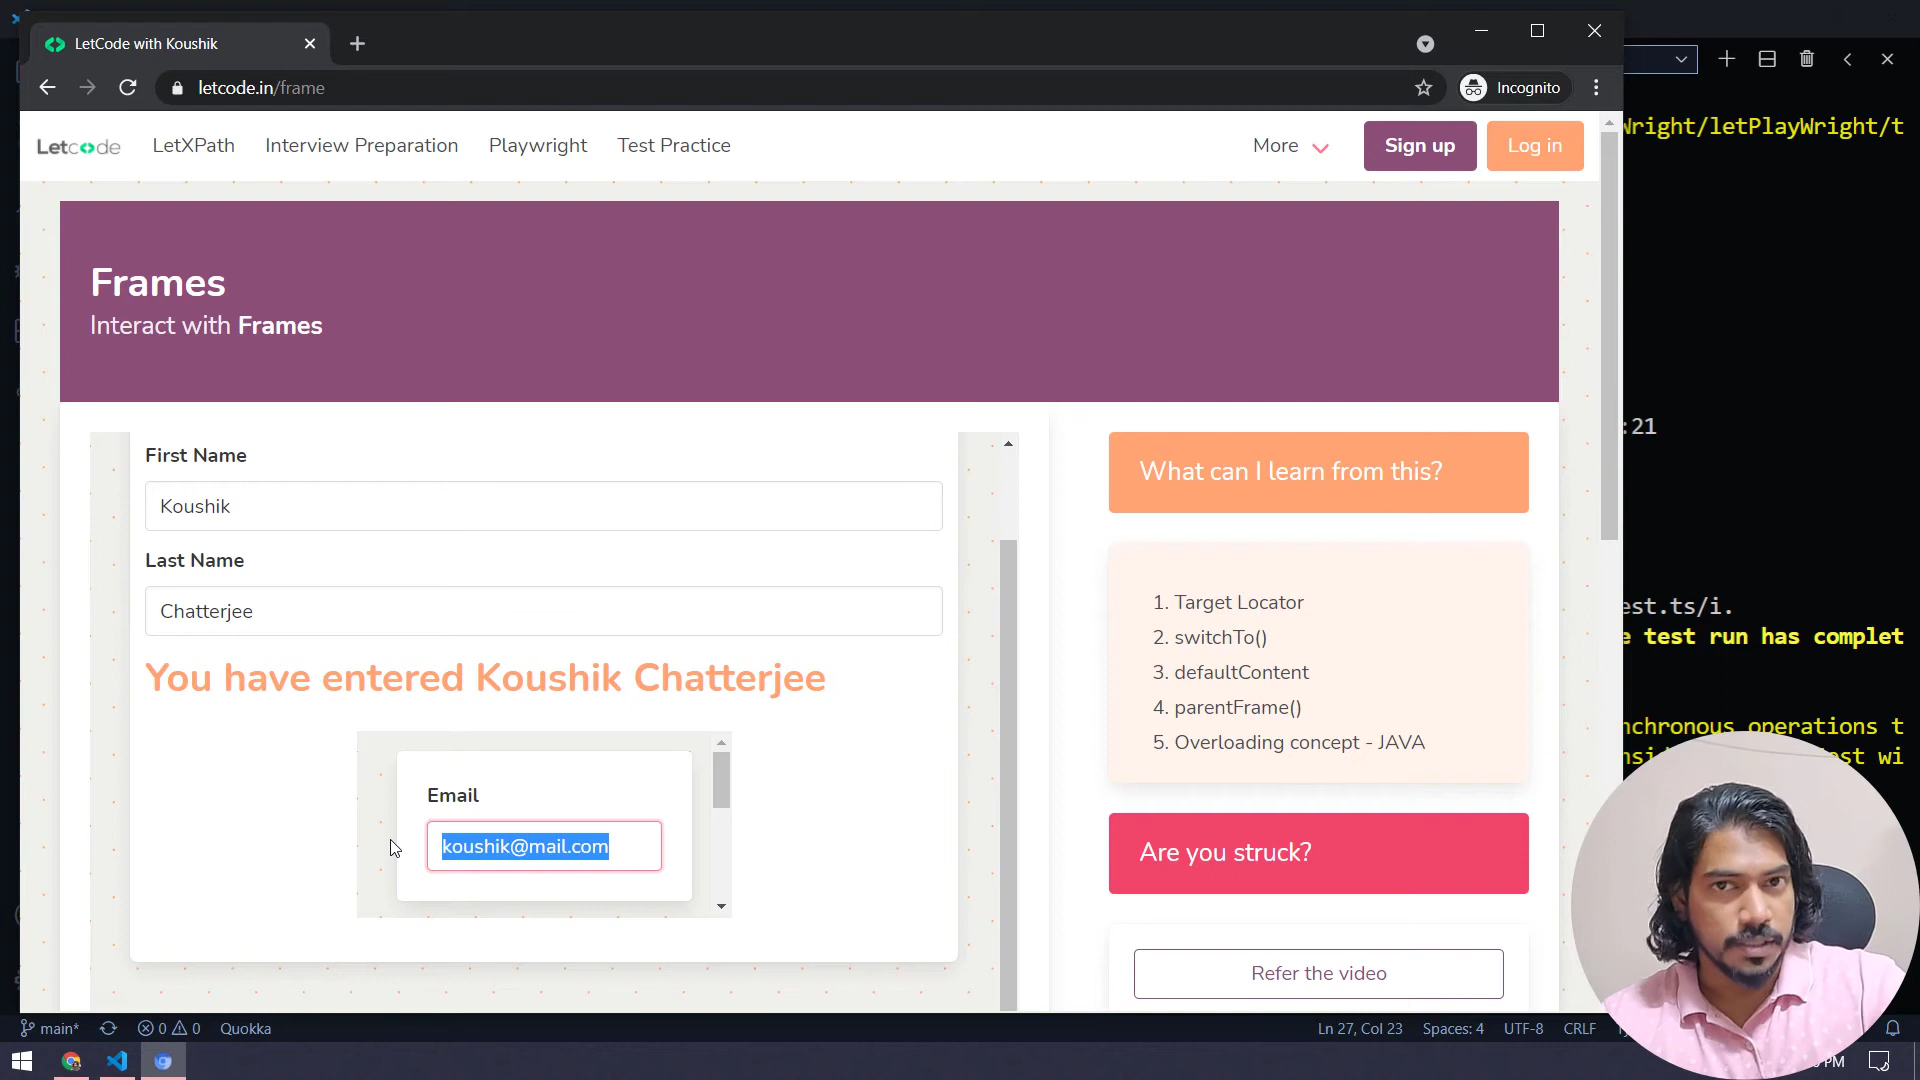 LetCode with Koushik
letcode.in/frame
Incognito
Letcode
LetXPath
Interview Preparation
Playwright
Test Practice
More
Sign up
Log in
Wright/letPlayWright/t
Frames
Interact with Frames
First Name
Koushik
Last Name
Chatterjee
You have entered Koushik Chatterjee
Email
koushik@mail.com
What can I learn from this?
1. Target Locator
2. switchTo()
3. defaultContent
4. parentFrame()
5. Overloading concept - JAVA
Are you struck?
Refer the video
:21
est.ts/i.
e test run has complet
nchronous operations t
main*
0
0
Quokka
Ln 27, Col 23
Spaces: 4
UTF-8
CRLF
PM